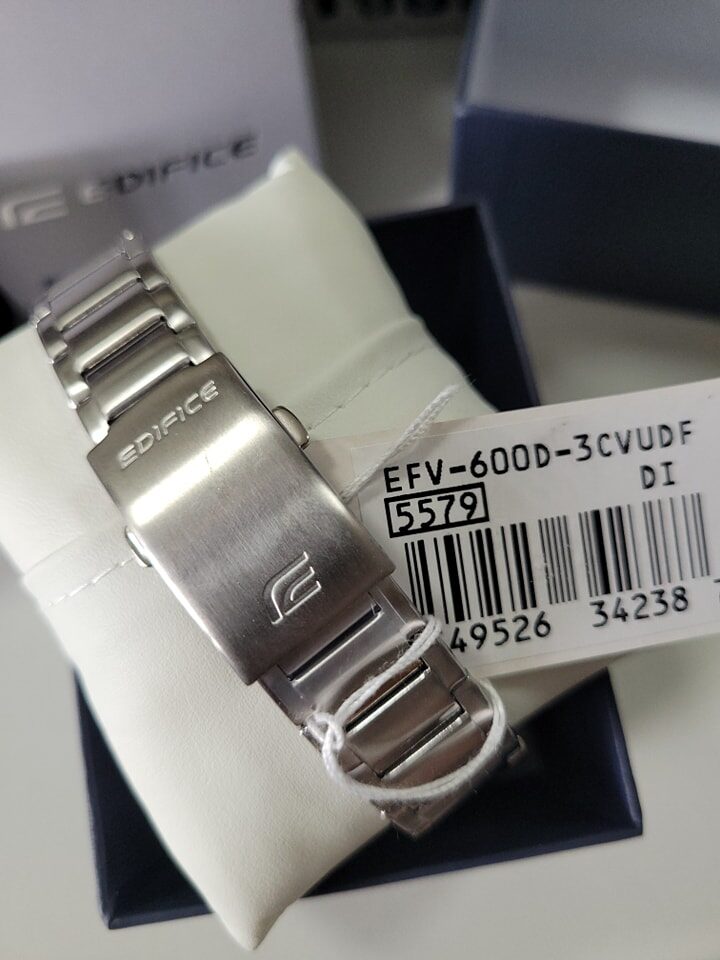 EDIFICE
EDIFICE
EFV-600D-3CVUDF
DI
5579
49526 34238